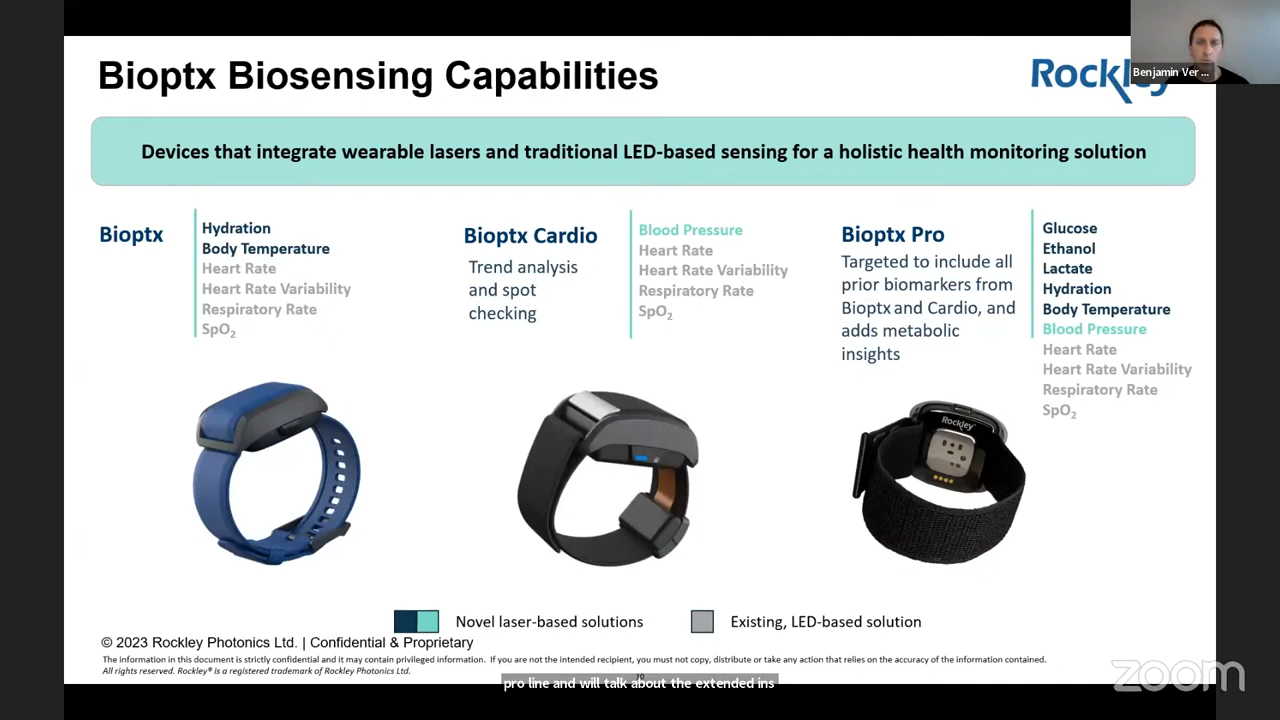 Bioptx Biosensing Capabilities
Rockley
Benjamin Ver ...
Devices that integrate wearable lasers and traditional LED-based sensing for a holistic health monitoring solution
Bioptx
Hydration
Body Temperature
Heart Rate
Heart Rate Variability
Respiratory Rate
SpO₂
Bioptx Cardio
Trend analysis
and spot
checking
Blood Pressure
Heart Rate
Heart Rate Variability
Respiratory Rate
SpO₂
Bioptx Pro
Targeted to include all
prior biomarkers from
Bioptx and Cardio, and
adds metabolic
insights
Glucose
Ethanol
Lactate
Hydration
Body Temperature
Blood Pressure
Heart Rate
Heart Rate Variability
Respiratory Rate
SpO₂
Rockley
Novel laser-based solutions
Existing, LED-based solution
© 2023 Rockley Photonics Ltd. | Confidential & Proprietary
The information in this document is strictly confidential and it may contain privileged information. If you are not the intended recipient, you must not copy, distribute or take any action that relies on the accuracy of the information contained.
All rights reserved. Rockley® is a registered trademark of Rockley Photonics Ltd.
pro line and will talk about the extended ins
zoom